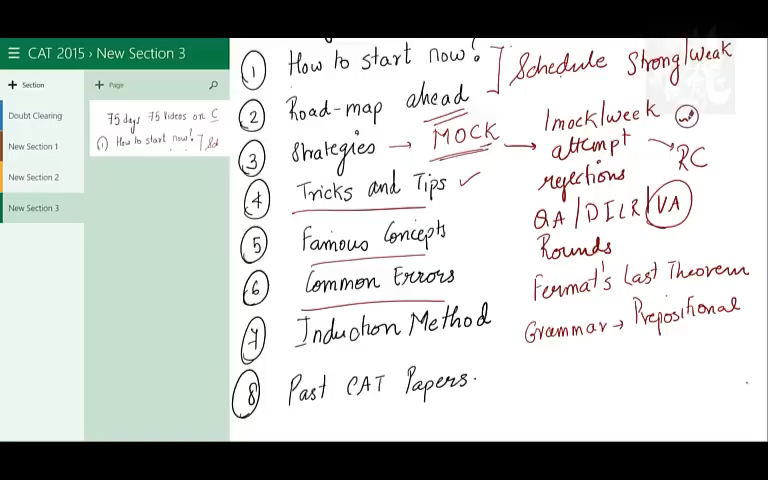 CAT 2015 › New Section 3
+ Section
+ Page
Doubt Clearing
New Section 1
New Section 2
New Section 3
75 days 75 Videos on C
(1) How to start now?
1 How to start now?
Schedule Strong/Weak
2 Road-map ahead
3 Strategies → MOCK →
1mock/week
attempt → RC
rejections
4 Tricks and Tips ✓
QA/DILR/VA
5 Famous Concepts
Rounds
6 Common Errors
Fermat's Last Theorem
7 Induction Method
Grammar → Prepositional
8 Past CAT Papers.